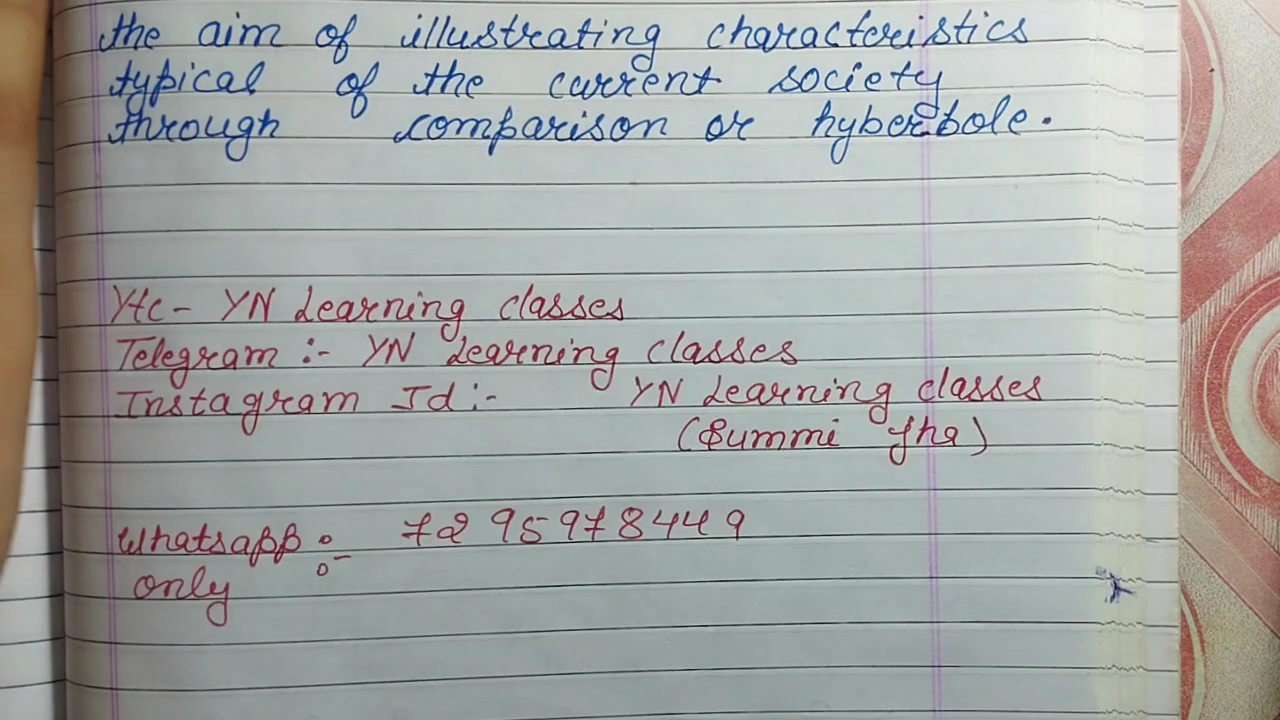 the aim of illustrating characteristics
typical of the current society
through comparison or hyberbole.
Ytc- YN Learning classes
Telegram :- YN Learning classes
Instagram Id :- YN Learning classes
(Summi Jha)
Whatsapp :- 7295978449
only